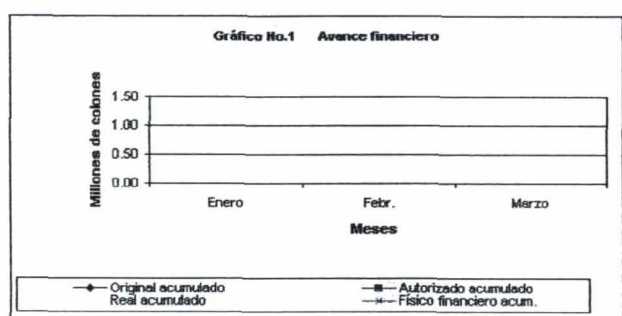 Gráfico No.1 Avance financiero
Millones de colones
1.50
1.00
0.50
0.00
Enero Febr. Marzo
Meses
Original acumulado Autorizado acumulado
Real acumulado Físico financiero acum.